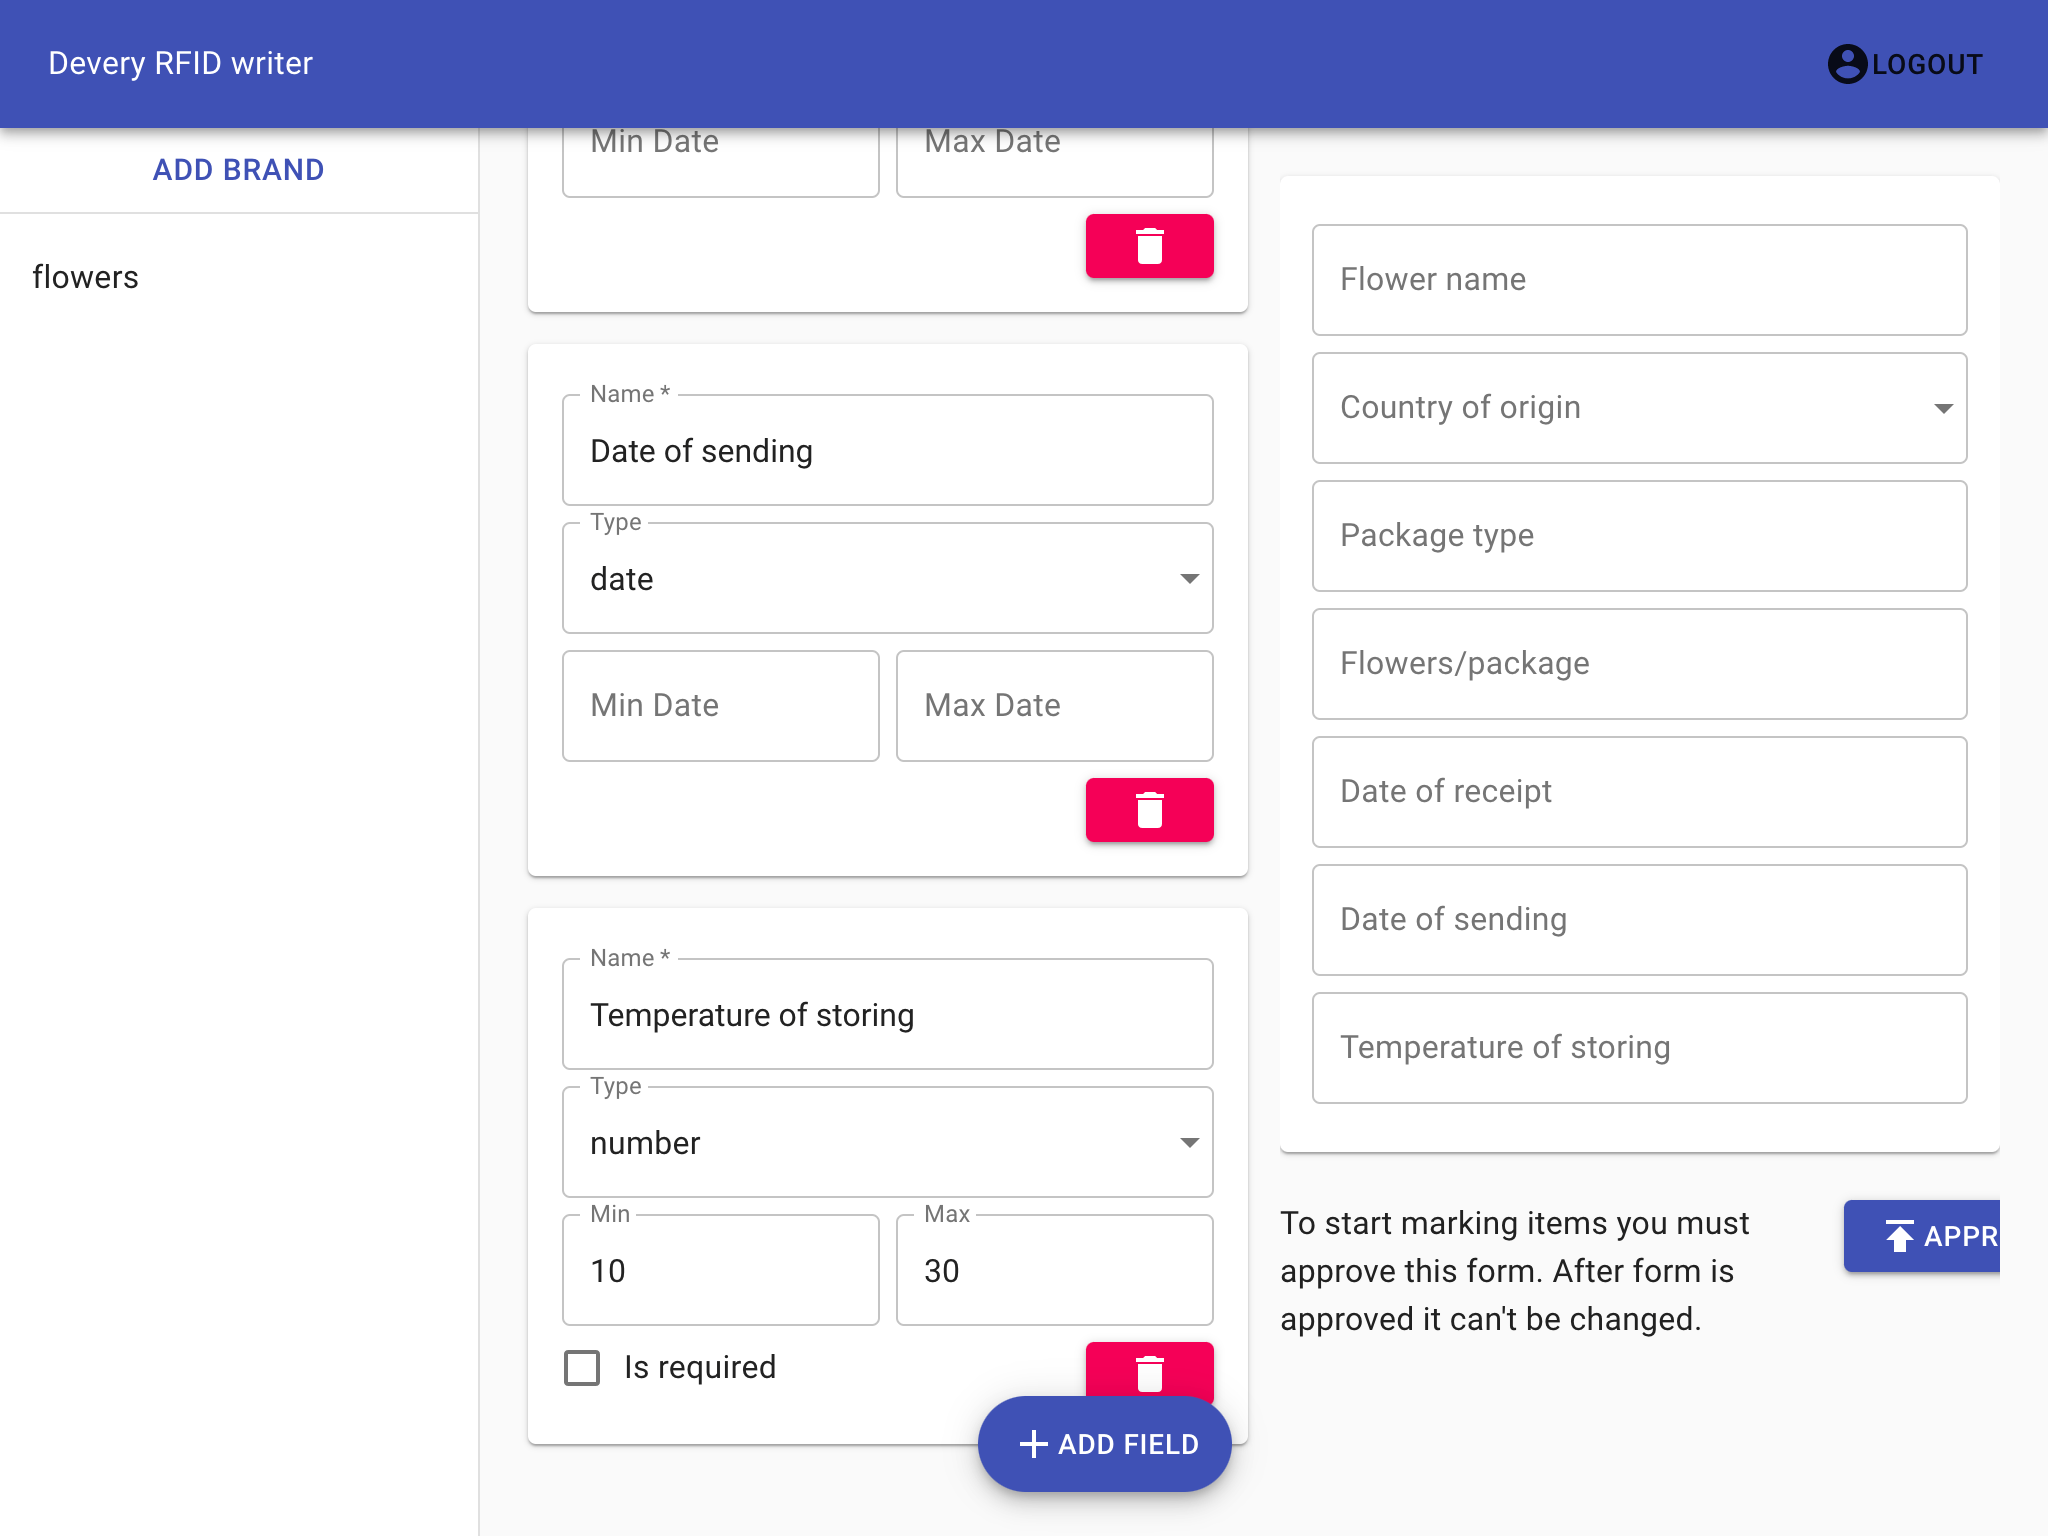 Devery RFID writer
LOGOUT
ADD BRAND
flowers
Min Date
Max Date
Name *
Date of sending
Type
date
Min Date
Max Date
Name *
Temperature of storing
Type
number
Min
10
Max
30
Is required
ADD FIELD
Flower name
Country of origin
Package type
Flowers/package
Date of receipt
Date of sending
Temperature of storing
To start marking items you must
approve this form. After form is
approved it can't be changed.
APPR